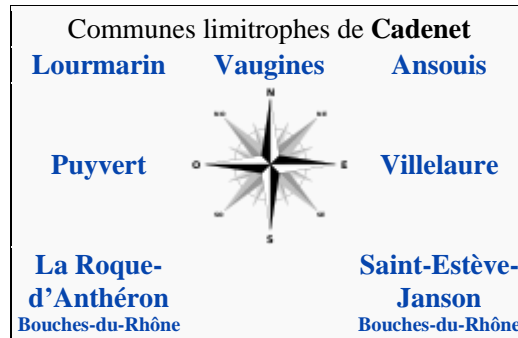 Communes limitrophes de Cadenet
Lourmarin Vaugines Ansouis
N
Puyvert O E Villelaure
S
La Roque- Saint-Estève-
d'Anthéron Janson
Bouches-du-Rhône Bouches-du-Rhône